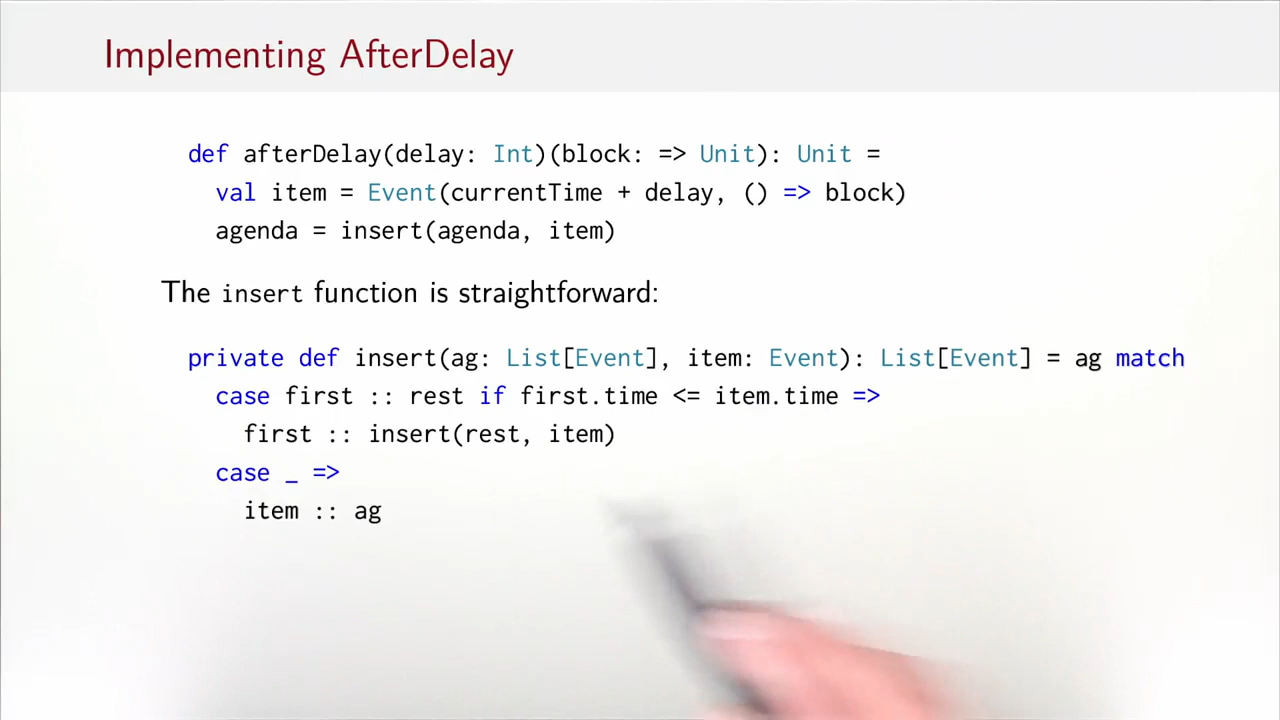 Implementing AfterDelay
def afterDelay(delay: Int)(block: => Unit): Unit =
val item = Event(currentTime + delay, () => block)
agenda = insert(agenda, item)
The insert function is straightforward:
private def insert(ag: List[Event], item: Event): List[Event] = ag match
case first :: rest if first.time <= item.time =>
first :: insert(rest, item)
case _ =>
item :: ag